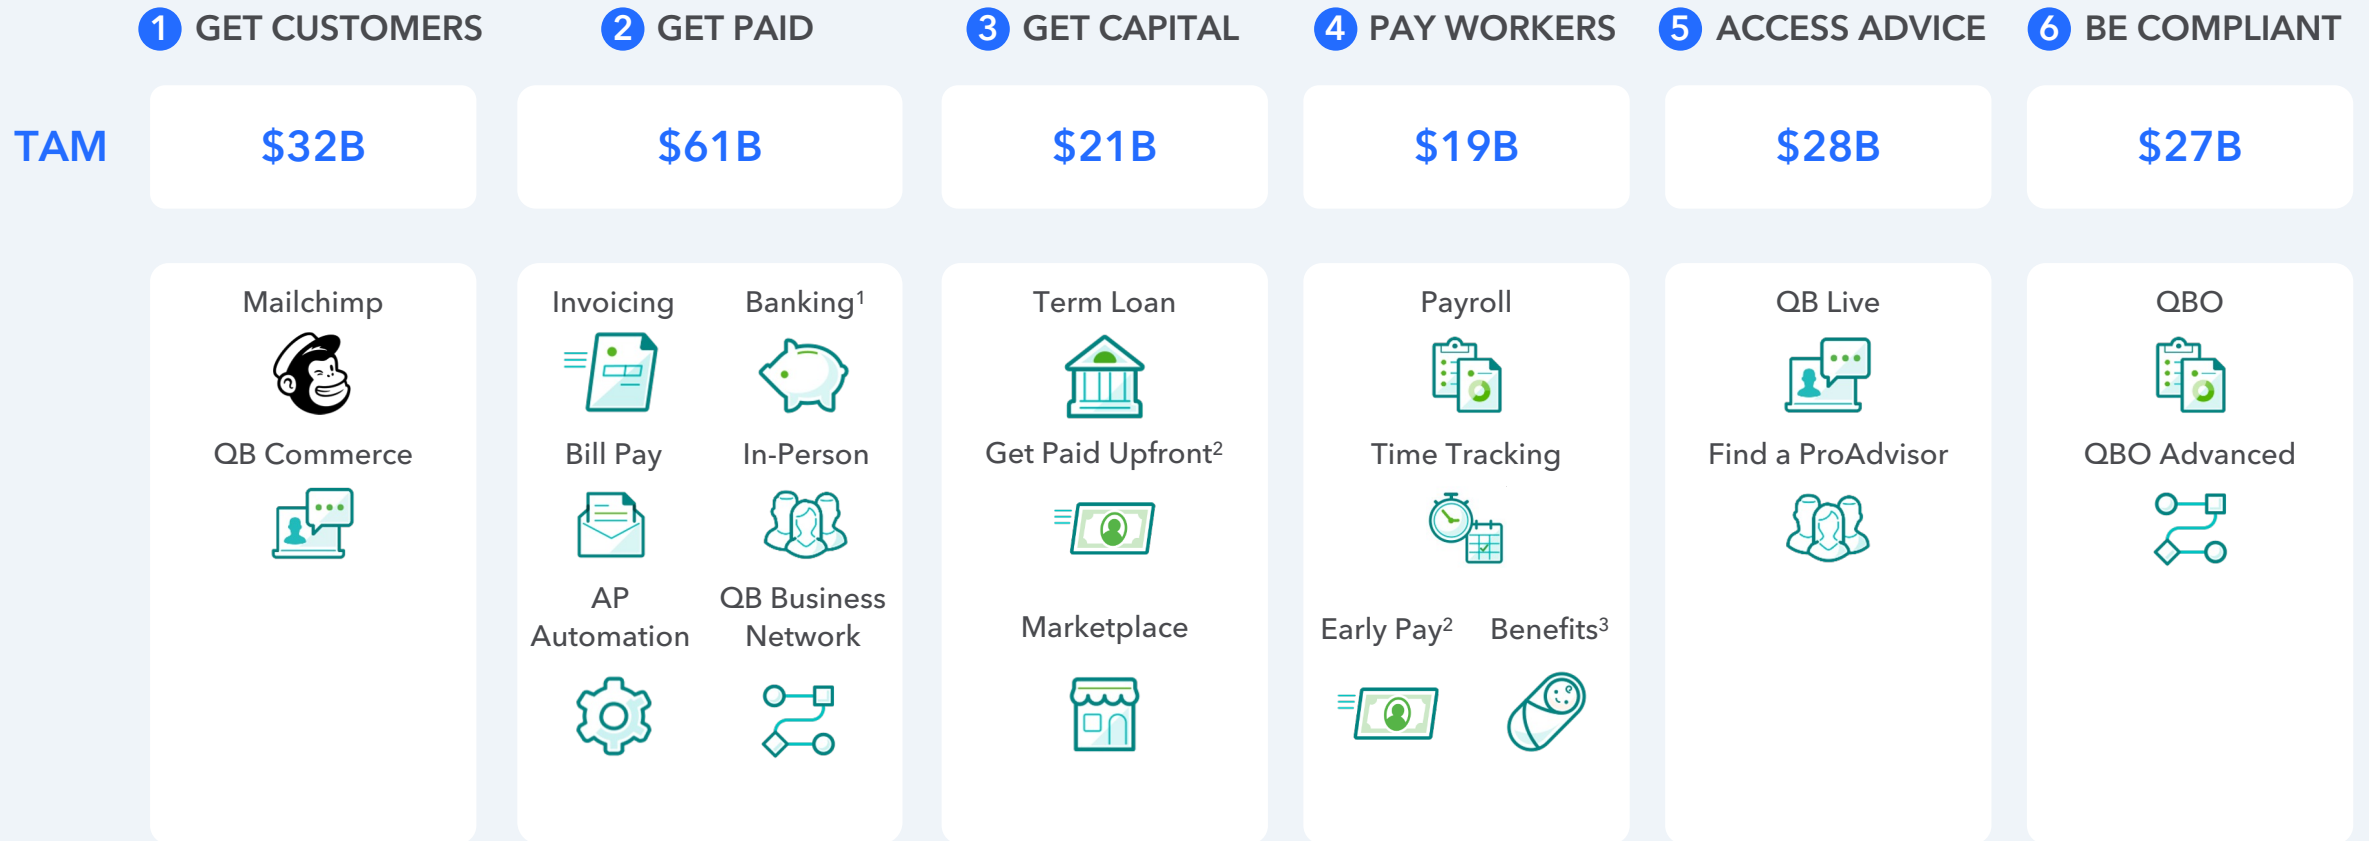 1 GET CUSTOMERS
2 GET PAID
3 GET CAPITAL
4 PAY WORKERS
5 ACCESS ADVICE
6 BE COMPLIANT
TAM
$32B
$61B
$21B
$19B
$28B
$27B
Mailchimp
QB Commerce
Invoicing
Banking¹
Bill Pay
In-Person
AP
Automation
QB Business
Network
Term Loan
Get Paid Upfront²
Marketplace
Payroll
Time Tracking
Early Pay²
Benefits³
QB Live
Find a ProAdvisor
QBO
QBO Advanced